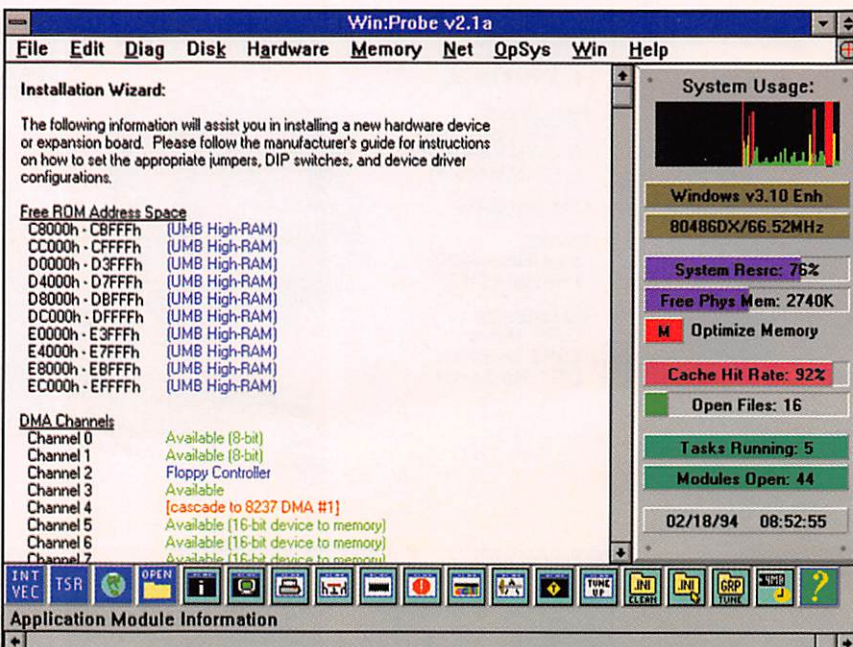 Win:Probe v2.1a
File Edit Diag Disk Hardware Memory Net OpSys Win Help
Installation Wizard:
The following information will assist you in installing a new hardware device
or expansion board. Please follow the manufacturer's guide for instructions
on how to set the appropriate jumpers, DIP switches, and device driver
configurations.
Free ROM Address Space
C8000h - CBFFFh (UMB High-RAM)
CC000h - CFFFFh (UMB High-RAM)
D0000h - D3FFFh (UMB High-RAM)
D4000h - D7FFFh (UMB High-RAM)
D8000h - DBFFFh (UMB High-RAM)
DC000h - DFFFFh (UMB High-RAM)
E0000h - E3FFFh (UMB High-RAM)
E4000h - E7FFFh (UMB High-RAM)
E8000h - EBFFFh (UMB High-RAM)
EC000h - EFFFFh (UMB High-RAM)
DMA Channels
Channel 0 Available (8-bit)
Channel 1 Available (8-bit)
Channel 2 Floppy Controller
Channel 3 Available
Channel 4 [cascade to 8237 DMA #1]
Channel 5 Available (16-bit device to memory)
Channel 6 Available (16-bit device to memory)
Channel 7 Available (16-bit device to memory)
System Usage:
Windows v3.10 Enh
80486DX/66.52MHz
System Resrc: 76%
Free Phys Mem: 2740K
M Optimize Memory
Cache Hit Rate: 92%
Open Files: 16
Tasks Running: 5
Modules Open: 44
02/18/94 08:52:55
INT VEC
TSR
OPEN
TUNE UP
.INI CLEAN
.INI
GRP TUNE
4MB
?
Application Module Information